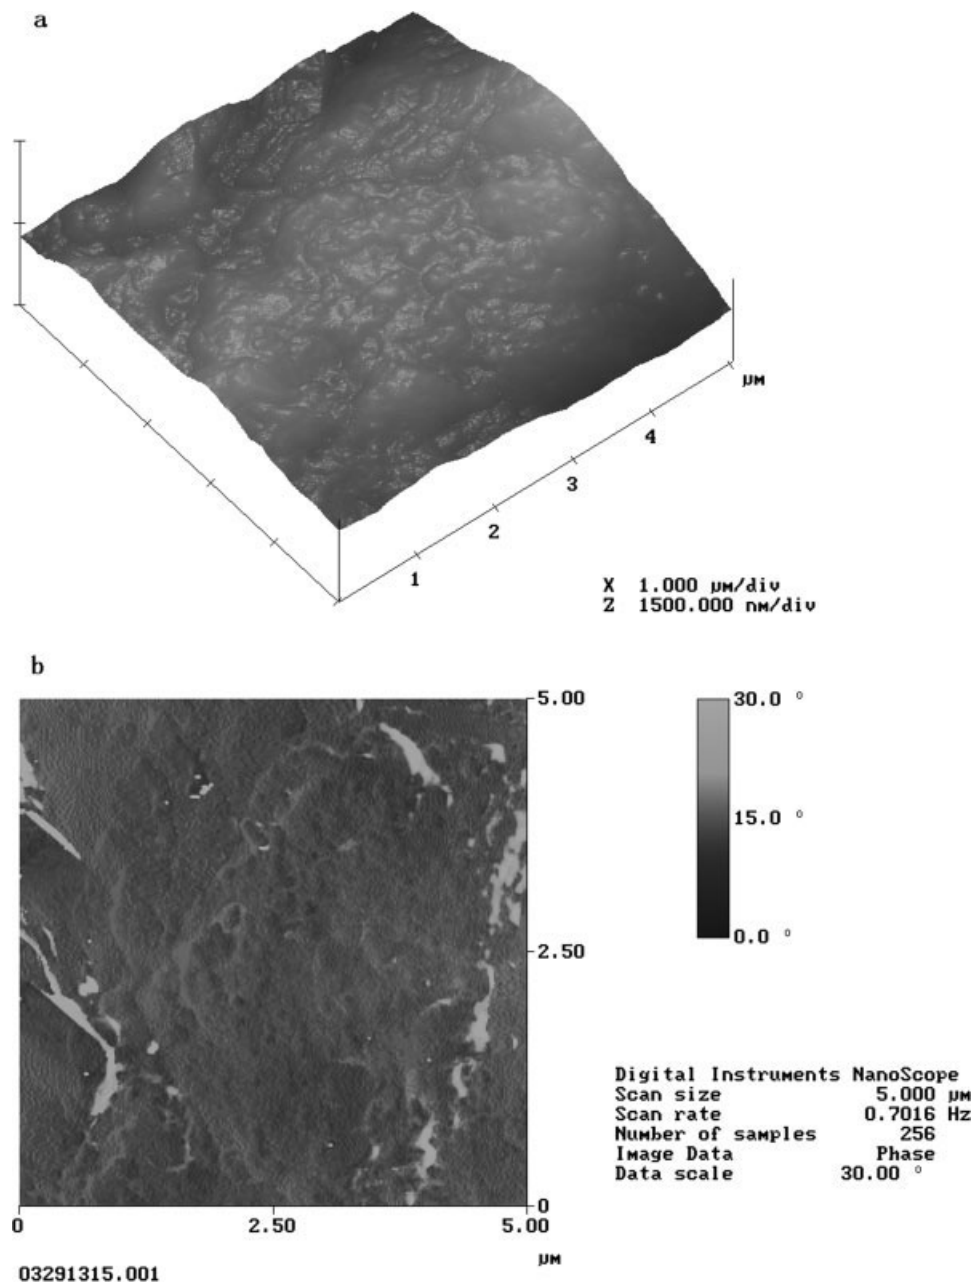 a
µm
4
3
2
1
X 1.000 µm/div
Z 1500.000 nm/div
b
5.00
30.0 °
15.0 °
2.50
0.0 °
Digital Instruments NanoScope
Scan size 5.000 µm
Scan rate 0.7016 Hz
Number of samples 256
Image Data Phase
Data scale 30.00 °
0
0 2.50 5.00
µm
03291315.001